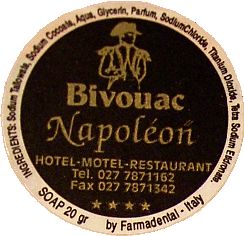 INGREDIENTS: Sodium Tallowate, Sodium Cocoate, Aqua, Glycerin, Parfum, SodiumChloride, Titanium Dioxide, Tetra Sodium Etidronate.
Bivouac
Napoléon
HOTEL-MOTEL-RESTAURANT
Tel. 027 7871162
Fax 027 7871342
SOAP 20 gr by Farmadental - Italy